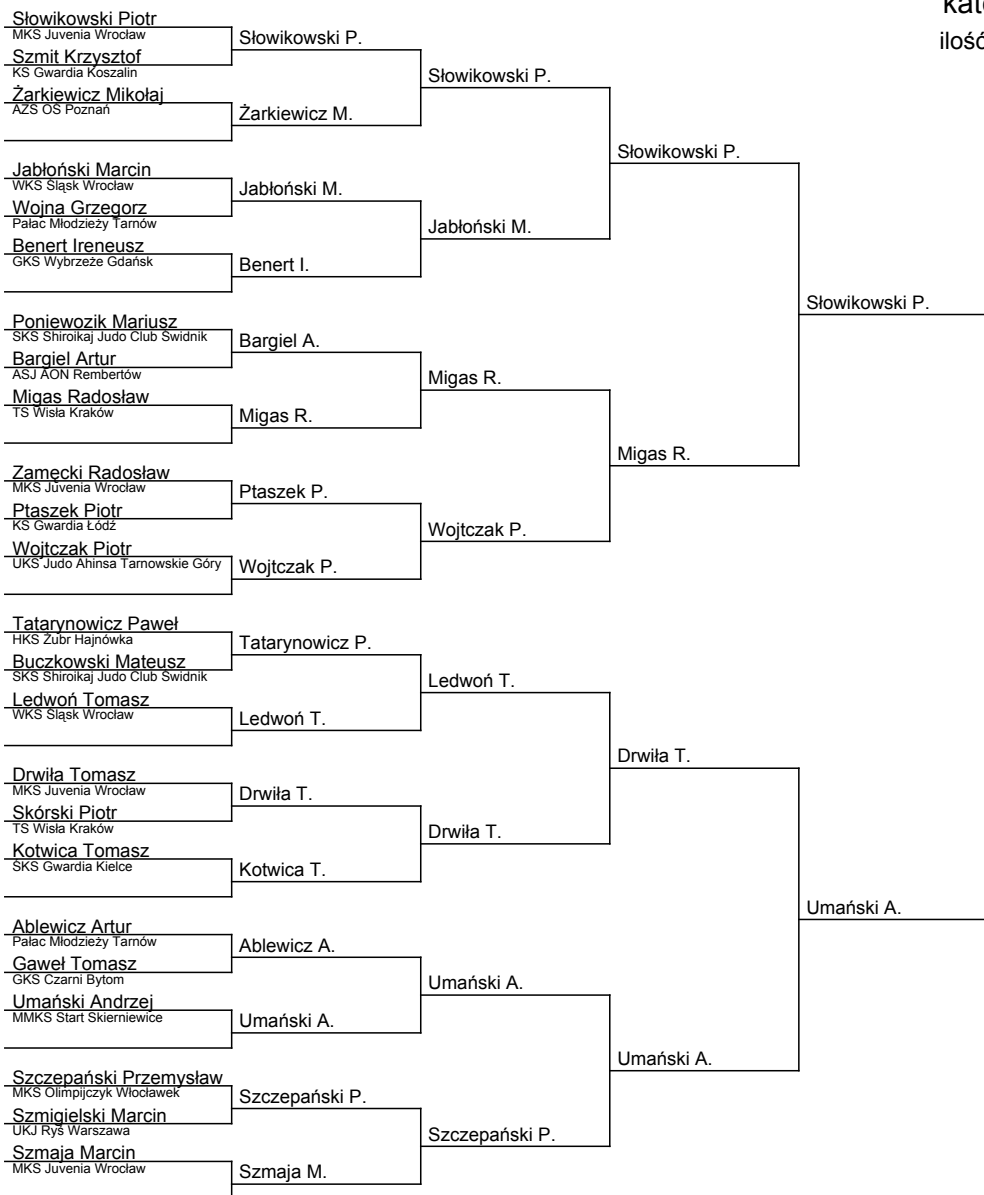 kate
ilość
Słowikowski Piotr
MKS Juvenia Wrocław
Szmit Krzysztof
KS Gwardia Koszalin
Żarkiewicz Mikołaj
AZS OŚ Poznań
Jabłoński Marcin
WKS Śląsk Wrocław
Wojna Grzegorz
Pałac Młodzieży Tarnów
Benert Ireneusz
GKS Wybrzeże Gdańsk
Poniewozik Mariusz
SKS Shiroikaj Judo Club Świdnik
Bargiel Artur
ASJ AON Rembertów
Migas Radosław
TS Wisła Kraków
Zamęcki Radosław
MKS Juvenia Wrocław
Ptaszek Piotr
KS Gwardia Łódź
Wojtczak Piotr
UKS Judo Ahinsa Tarnowskie Góry
Tatarynowicz Paweł
HKS Żubr Hajnówka
Buczkowski Mateusz
SKS Shiroikaj Judo Club Świdnik
Ledwoń Tomasz
WKS Śląsk Wrocław
Drwiła Tomasz
MKS Juvenia Wrocław
Skórski Piotr
TS Wisła Kraków
Kotwica Tomasz
ŚKS Gwardia Kielce
Ablewicz Artur
Pałac Młodzieży Tarnów
Gaweł Tomasz
GKS Czarni Bytom
Umański Andrzej
MMKS Start Skierniewice
Szczepański Przemysław
MKS Olimpijczyk Włocławek
Szmigielski Marcin
UKJ Ryś Warszawa
Szmaja Marcin
MKS Juvenia Wrocław
Słowikowski P.
Żarkiewicz M.
Jabłoński M.
Benert I.
Bargiel A.
Migas R.
Ptaszek P.
Wojtczak P.
Tatarynowicz P.
Ledwoń T.
Drwiła T.
Kotwica T.
Ablewicz A.
Umański A.
Szczepański P.
Szmaja M.
Słowikowski P.
Jabłoński M.
Migas R.
Wojtczak P.
Ledwoń T.
Drwiła T.
Umański A.
Szczepański P.
Słowikowski P.
Migas R.
Drwiła T.
Umański A.
Słowikowski P.
Umański A.